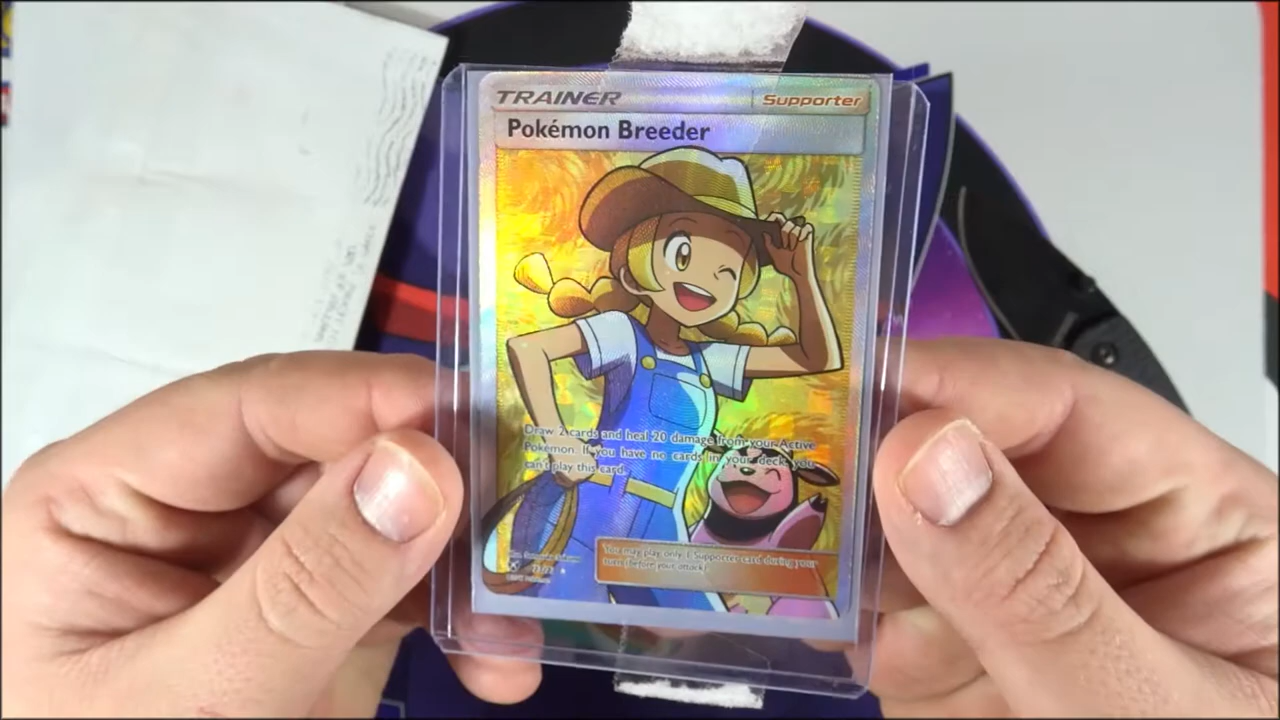 TRAINER
Supporter
Pokémon Breeder
Draw 2 cards and heal 20 damage from your Active
Pokémon. If you have no cards in your deck, you
can't play this card.
You may play only 1 Supporter card during your
turn (before your attack).